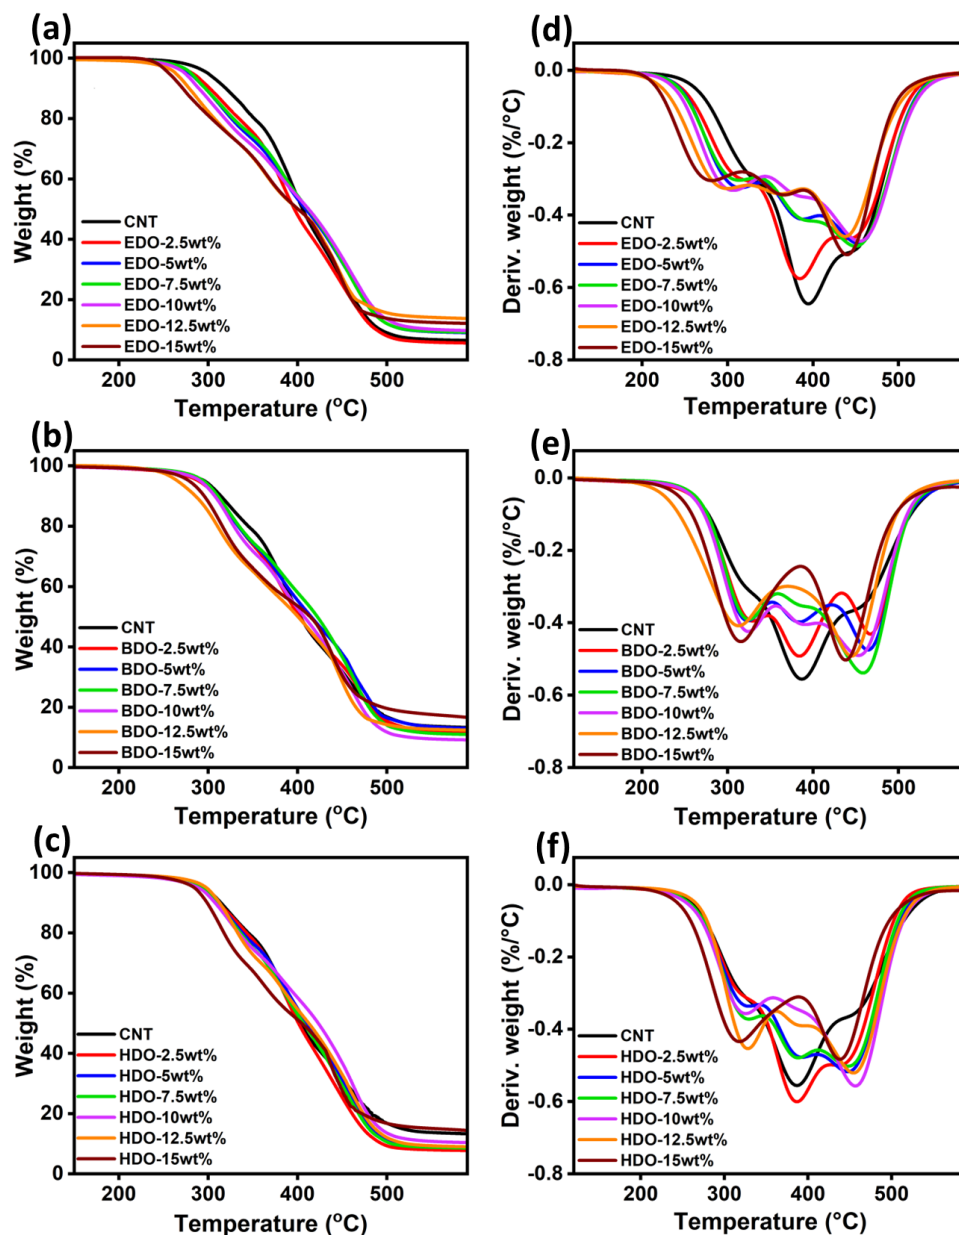 (a)
100
80
60
40
20
0
Weight (%)
CNT
EDO-2.5wt%
EDO-5wt%
EDO-7.5wt%
EDO-10wt%
EDO-12.5wt%
EDO-15wt%
200 300 400 500
Temperature (°C)
(d)
0.0
-0.2
-0.4
-0.6
-0.8
Deriv. weight (%/°C)
CNT
EDO-2.5wt%
EDO-5wt%
EDO-7.5wt%
EDO-10wt%
EDO-12.5wt%
EDO-15wt%
200 300 400 500
Temperature (°C)
(b)
100
80
60
40
20
0
Weight (%)
CNT
BDO-2.5wt%
BDO-5wt%
BDO-7.5wt%
BDO-10wt%
BDO-12.5wt%
BDO-15wt%
200 300 400 500
Temperature (°C)
(e)
0.0
-0.2
-0.4
-0.6
-0.8
Deriv. weight (%/°C)
CNT
BDO-2.5wt%
BDO-5wt%
BDO-7.5wt%
BDO-10wt%
BDO-12.5wt%
BDO-15wt%
200 300 400 500
Temperature (°C)
(c)
100
80
60
40
20
0
Weight (%)
CNT
HDO-2.5wt%
HDO-5wt%
HDO-7.5wt%
HDO-10wt%
HDO-12.5wt%
HDO-15wt%
200 300 400 500
Temperature (°C)
(f)
0.0
-0.2
-0.4
-0.6
-0.8
Deriv. weight (%/°C)
CNT
HDO-2.5wt%
HDO-5wt%
HDO-7.5wt%
HDO-10wt%
HDO-12.5wt%
HDO-15wt%
200 300 400 500
Temperature (°C)